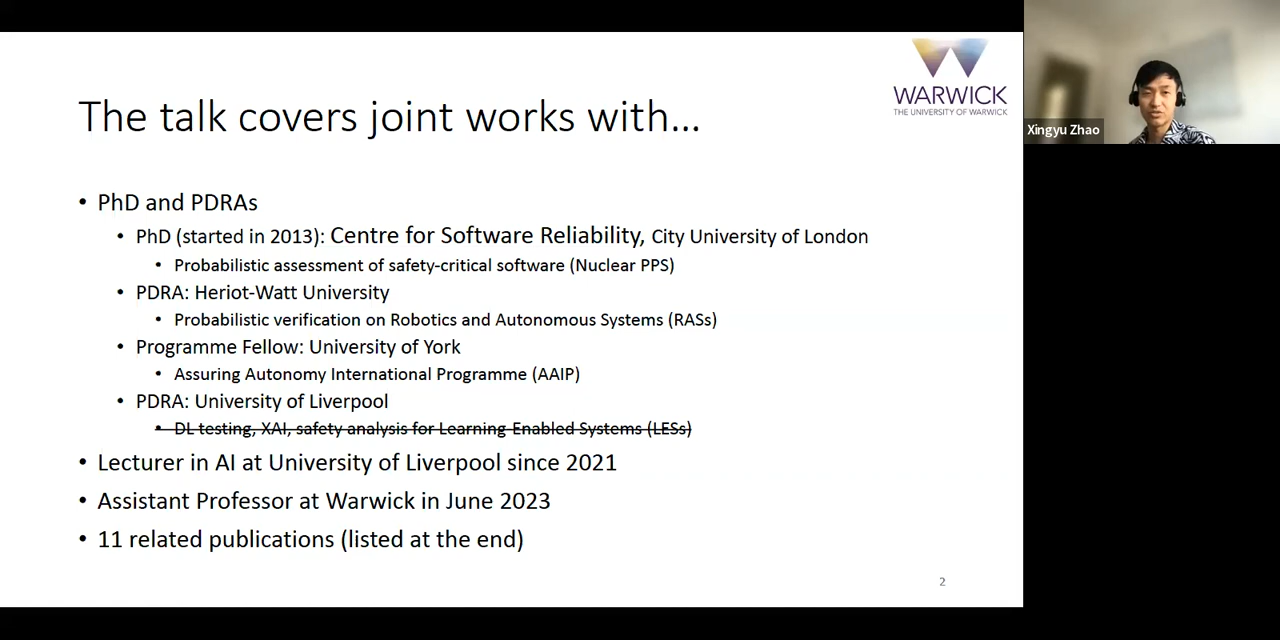 WARWICK
THE UNIVERSITY OF WARWICK
The talk covers joint works with...
• PhD and PDRAs
• PhD (started in 2013): Centre for Software Reliability, City University of London
• Probabilistic assessment of safety-critical software (Nuclear PPS)
• PDRA: Heriot-Watt University
• Probabilistic verification on Robotics and Autonomous Systems (RASs)
• Programme Fellow: University of York
• Assuring Autonomy International Programme (AAIP)
• PDRA: University of Liverpool
• DL testing, XAI, safety analysis for Learning-Enabled Systems (LESs)
• Lecturer in AI at University of Liverpool since 2021
• Assistant Professor at Warwick in June 2023
• 11 related publications (listed at the end)
2
Xingyu Zhao